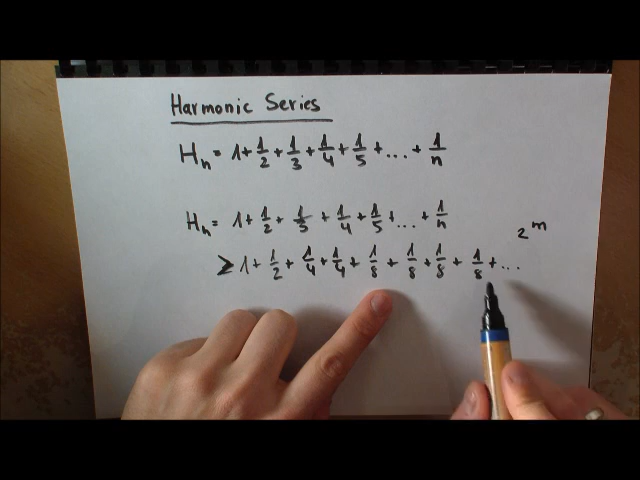 Harmonic Series
Hn = 1 + 1/2 + 1/3 + 1/4 + 1/5 + ... + 1/n
Hn = 1 + 1/2 + 1/3 + 1/4 + 1/5 + ... + 1/n
2^m
≥ 1 + 1/2 + 1/4 + 1/4 + 1/8 + 1/8 + 1/8 + 1/8 + ...